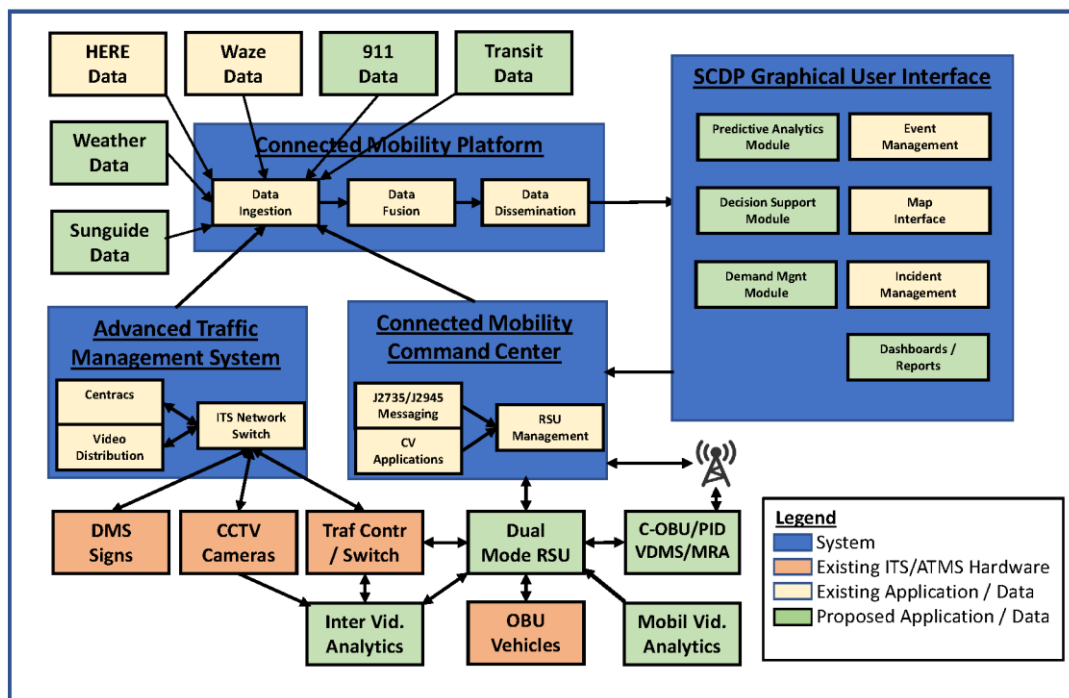 HERE
Data
Waze
Data
911
Data
Transit
Data
Weather
Data
Sunguide
Data
Connected Mobility Platform
Data
Ingestion
Data
Fusion
Data
Dissemination
SCDP Graphical User Interface
Predictive Analytics
Module
Event
Management
Decision Support
Module
Map
Interface
Demand Mgnt
Module
Incident
Management
Dashboards /
Reports
Advanced Traffic
Management System
Centracs
Video
Distribution
ITS Network
Switch
Connected Mobility
Command Center
J2735/J2945
Messaging
CV
Applications
RSU
Management
DMS
Signs
CCTV
Cameras
Traf Contr
/ Switch
Dual
Mode RSU
C-OBU/PID
VDMS/MRA
Inter Vid.
Analytics
OBU
Vehicles
Mobil Vid.
Analytics
Legend
System
Existing ITS/ATMS Hardware
Existing Application / Data
Proposed Application / Data